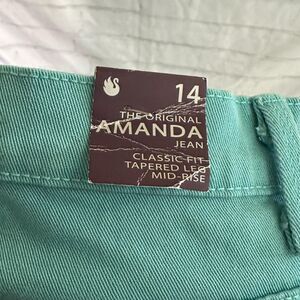 14
THE ORIGINAL
AMANDA
JEAN
CLASSIC FIT
TAPERED LEG
MID-RISE